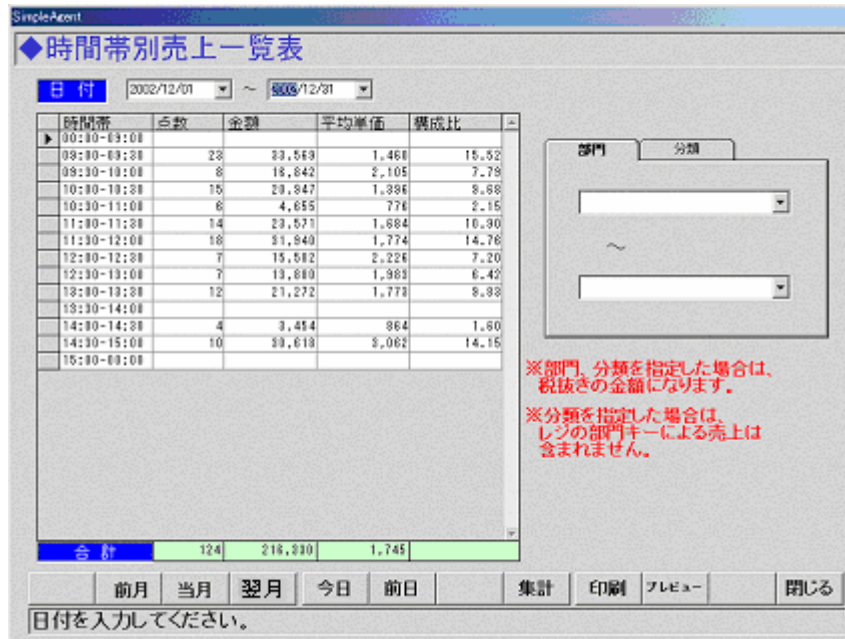 SimpleAgent
◆時間帯別売上一覧表
日 付 2002/12/01 ～ 2002/12/31
時間帯 点数 金額 平均単価 構成比
00:00-09:00
09:00-09:30 23 33,569 1,460 15.52
09:30-10:00 8 16,842 2,105 7.79
10:00-10:30 15 20,947 1,396 9.68
10:30-11:00 6 4,655 776 2.15
11:00-11:30 14 23,571 1,684 10.90
11:30-12:00 18 31,940 1,774 14.76
12:00-12:30 7 15,582 2,226 7.20
12:30-13:00 7 13,880 1,983 6.42
13:00-13:30 12 21,272 1,773 9.83
13:30-14:00
14:00-14:30 4 3,454 864 1.60
14:30-15:00 10 30,618 3,062 14.15
15:00-00:00
合 計 124 216,330 1,745
部門 分類
～
※部門、分類を指定した場合は、
税抜きの金額になります。
※分類を指定した場合は、
レジの部門キーによる売上は
含まれません。
前月 当月 翌月 今日 前日 集計 印刷 プレビュー 閉じる
日付を入力してください。